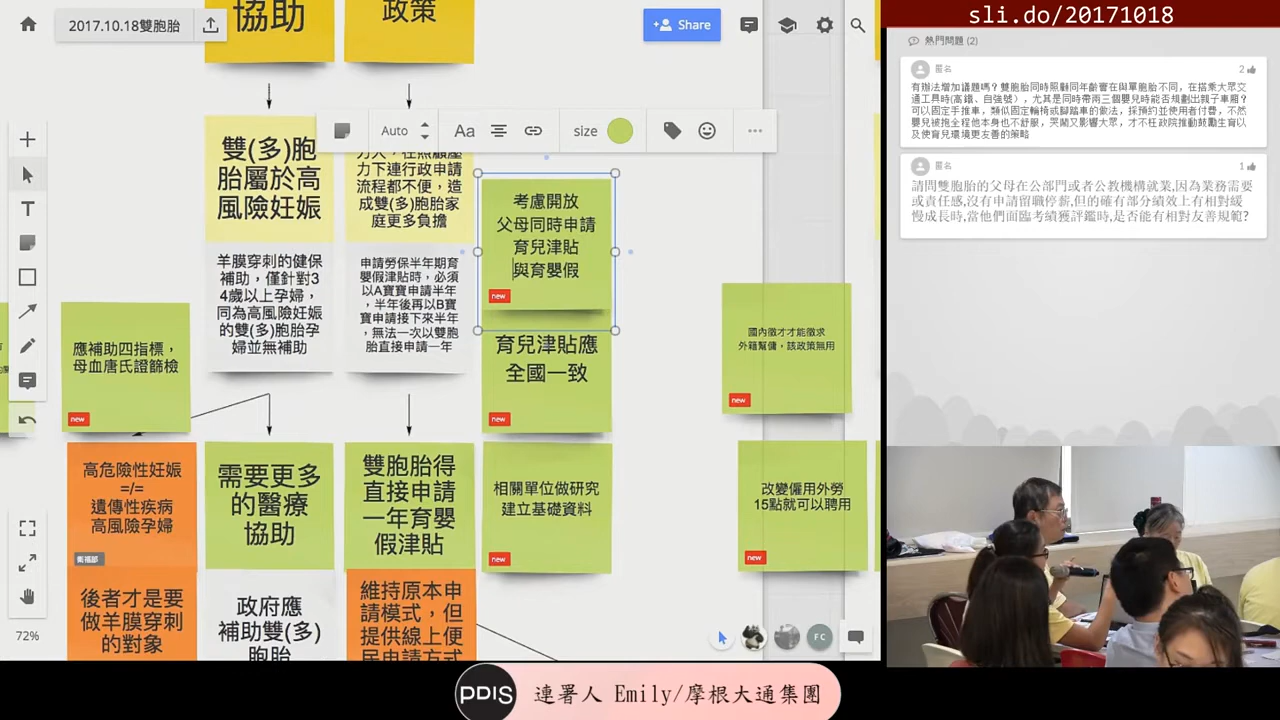 2017.10.18雙胞胎
協助
政策
Share
Auto
Aa
size
雙(多)胞
胎屬於高
風險妊娠
力下連行政申請
流程都不便，造
成雙(多)胞胎家
庭更多負擔
考慮開放
父母同時申請
育兒津貼
與育嬰假
new
羊膜穿刺的健保
補助，僅針對3
4歲以上孕婦，
同為高風險妊娠
的雙(多)胞胎孕
婦並無補助
申請勞保半年期育
嬰假津貼時，必須
以A寶寶申請半年
，半年後再以B寶
寶申請接下來半年
，無法一次以雙胞
胎直接申請一年
育兒津貼應
全國一致
new
應補助四指標，
母血唐氏證篩檢
new
國內徵才才能徵求
外籍幫傭，該政策無用
new
高危險性妊娠
=/=
遺傳性疾病
高風險孕婦
衛福部
需要更多
的醫療
協助
雙胞胎得
直接申請
一年育嬰
假津貼
相關單位做研究
建立基礎資料
new
改變僱用外勞
15點就可以聘用
new
後者才是要
做羊膜穿刺
的對象
政府應
補助雙(多)
胞胎
維持原本申
請模式，但
提供線上便
民申請方式
72%
FC
sli.do/20171018
熱門問題 (2)
匿名
2
有辦法增加議題嗎？雙胞胎同時照顧同年齡實在與單胞胎不同，在搭乘大眾交
通工具時(高鐵、自強號），尤其是同時帶兩三個嬰兒時能否規劃出親子車廂？
可以固定手推車，類似固定輪椅或腳踏車的做法，採預約並使用者付費，不然
嬰兒被抱全程他本身也不舒服，哭鬧又影響大眾，才不枉政院推動鼓勵生育以
及使育兒環境更友善的策略
匿名
1
請問雙胞胎的父母在公部門或者公教機構就業,因為業務需要
或責任感,沒有申請留職停薪,但的確有部分績效上有相對緩
慢成長時,當他們面臨考績獲評鑑時,是否能有相對友善規範?
PDIS
連署人 Emily/摩根大通集團